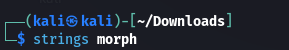 ┌──(kali㉿kali)-[~/Downloads]
└─$ strings morph